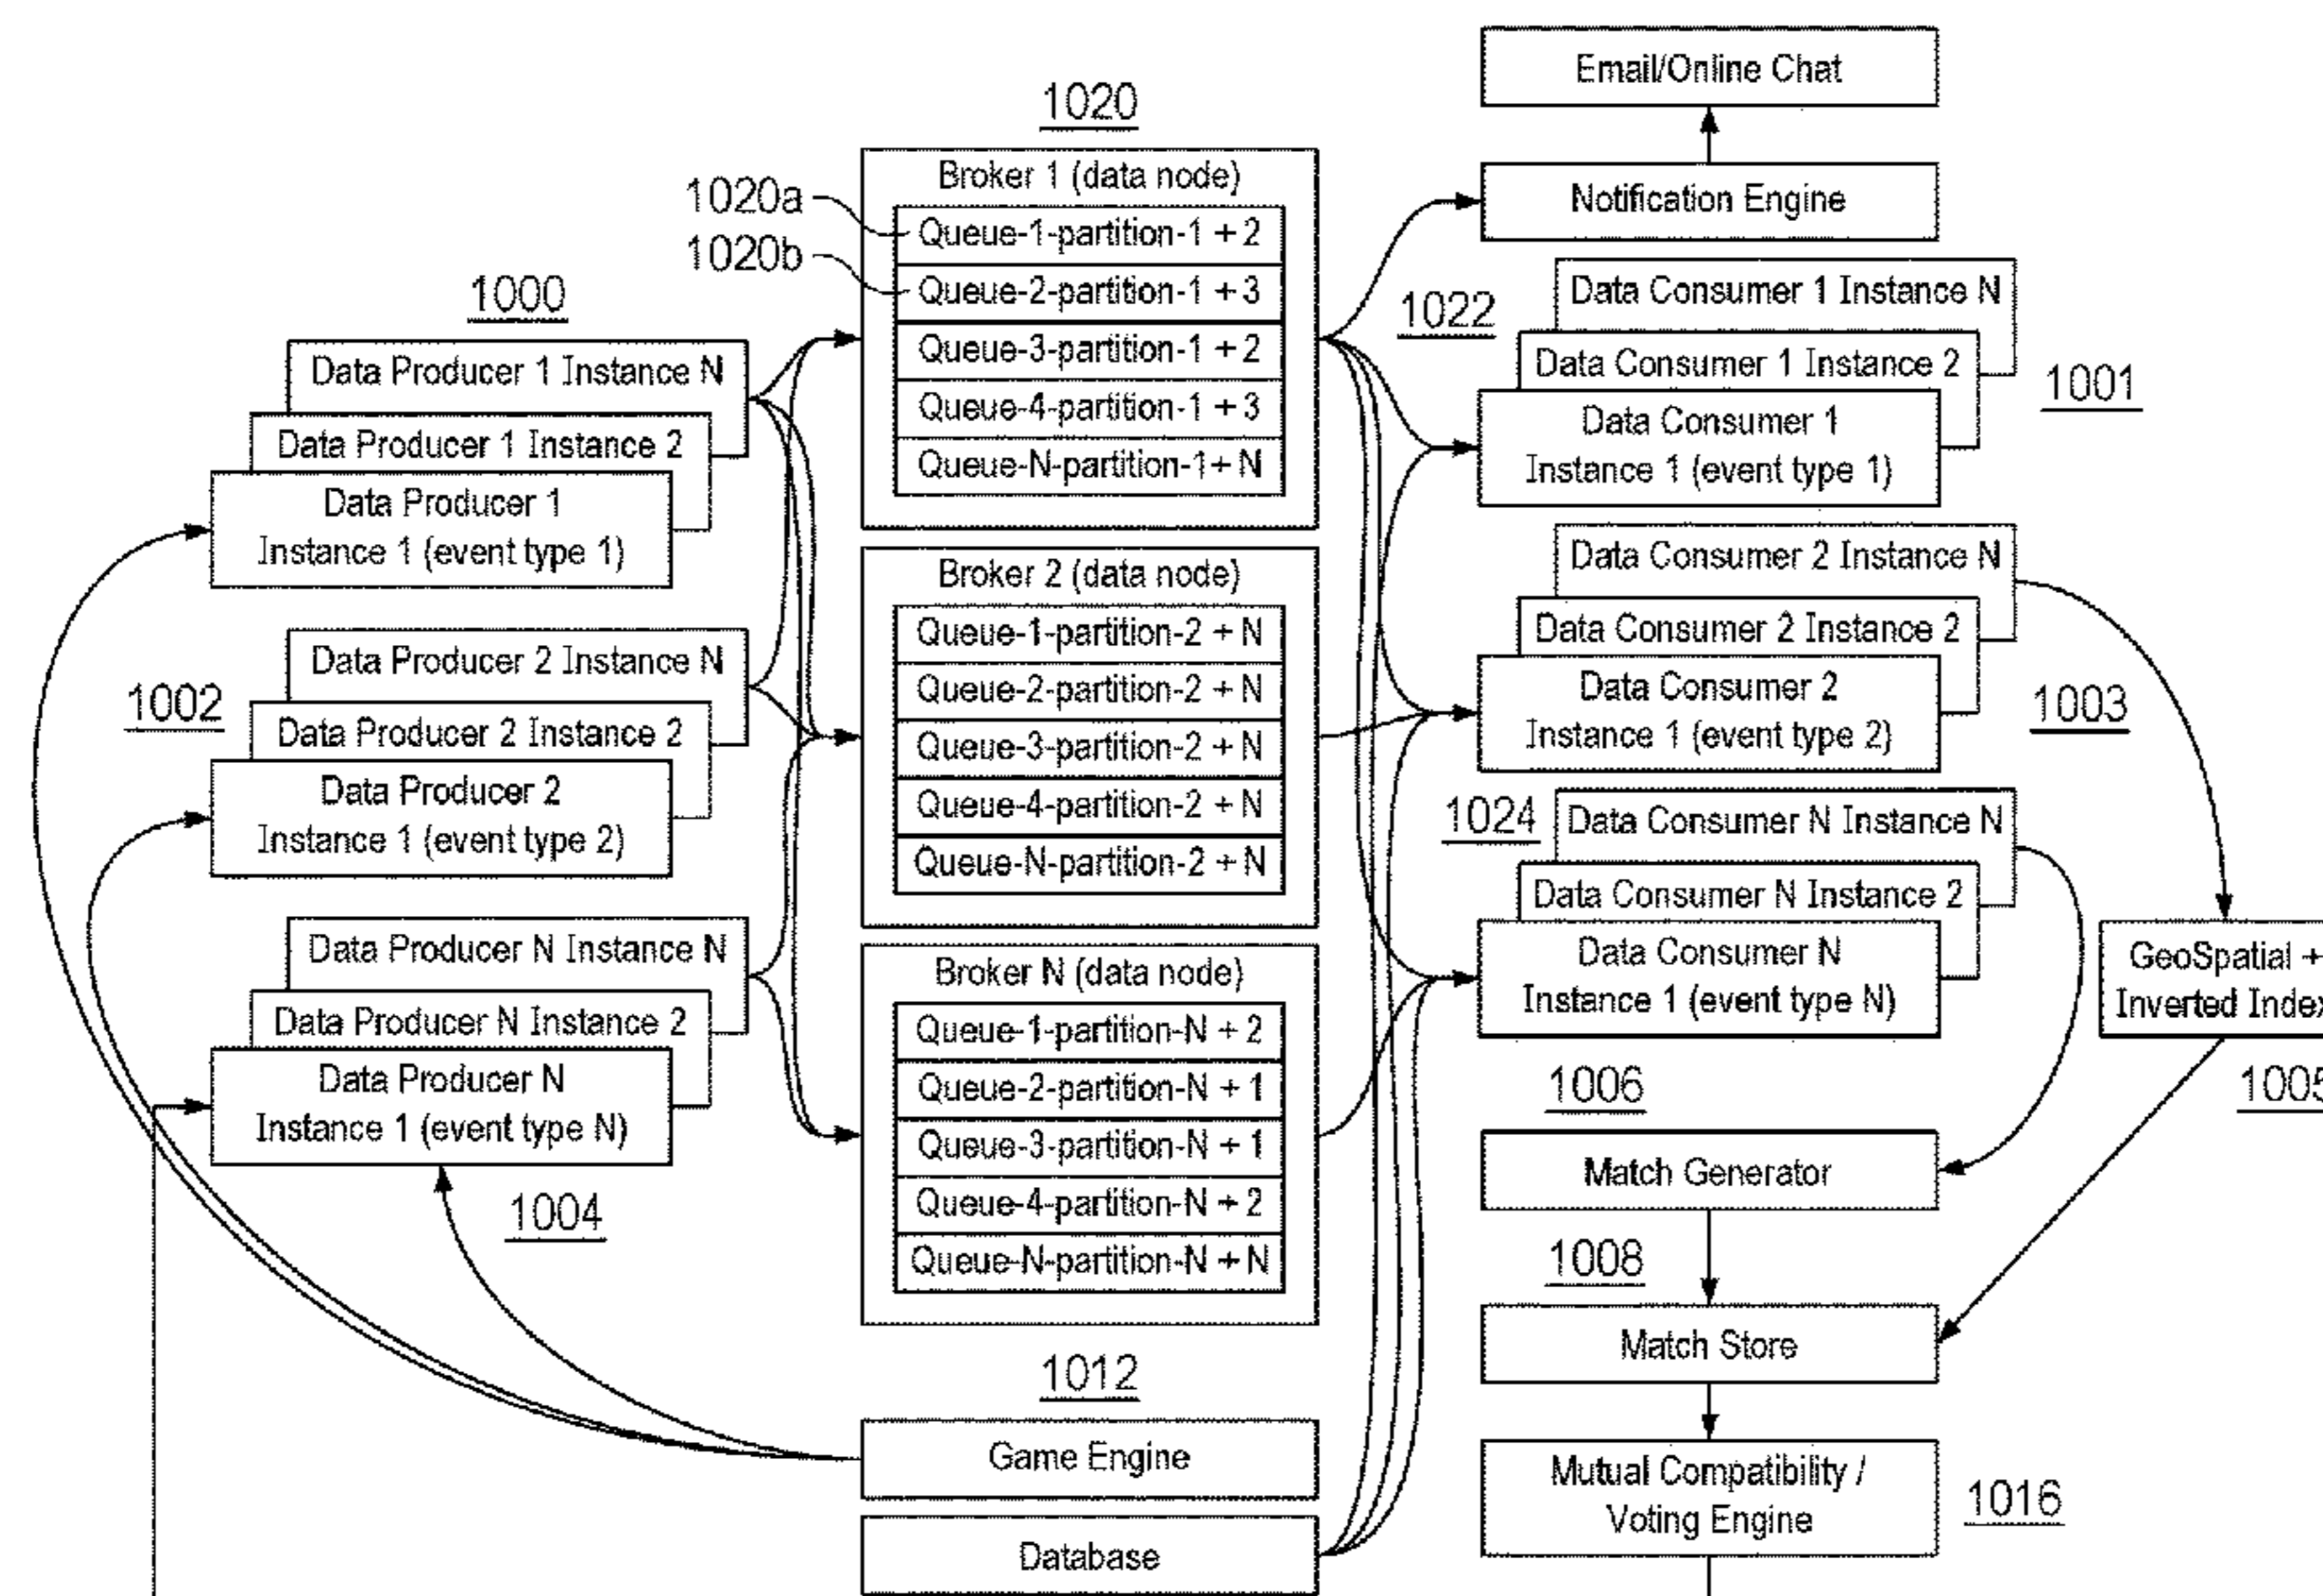 Email/Online Chat
Notification Engine
1020
Broker 1 (data node)
1020a
Queue-1-partition-1 + 2
1020b
Queue-2-partition-1 + 3
Queue-3-partition-1 + 2
Queue-4-partition-1 + 3
Queue-N-partition-1+ N
1000
Data Producer 1 Instance N
Data Producer 1 Instance 2
Data Producer 1
Instance 1 (event type 1)
1022
Data Consumer 1 Instance N
Data Consumer 1 Instance 2
Data Consumer 1
Instance 1 (event type 1)
1001
Broker 2 (data node)
Queue-1-partition-2 + N
Queue-2-partition-2 + N
Queue-3-partition-2 + N
Queue-4-partition-2 + N
Queue-N-partition-2 + N
1002
Data Producer 2 Instance N
Data Producer 2 Instance 2
Data Producer 2
Instance 1 (event type 2)
Data Consumer 2 Instance N
Data Consumer 2 Instance 2
Data Consumer 2
Instance 1 (event type 2)
1003
1024
Data Consumer N Instance N
Data Consumer N Instance 2
Data Consumer N
Instance 1 (event type N)
GeoSpatial +
Inverted Index
1005
Data Producer N Instance N
Data Producer N Instance 2
Data Producer N
Instance 1 (event type N)
1004
Broker N (data node)
Queue-1-partition-N + 2
Queue-2-partition-N + 1
Queue-3-partition-N + 1
Queue-4-partition-N + 2
Queue-N-partition-N + N
1006
Match Generator
1008
Match Store
1012
Game Engine
Database
Mutual Compatibility /
Voting Engine
1016